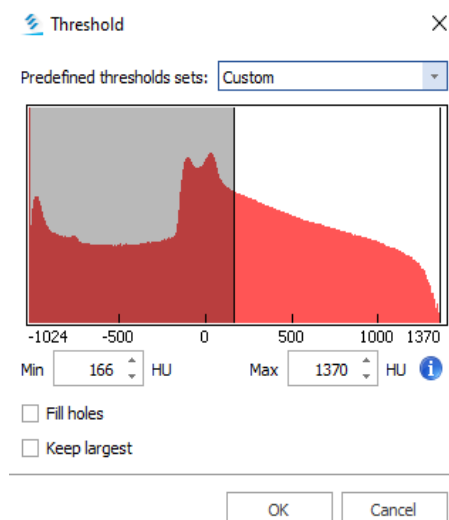 Threshold
Predefined thresholds sets: Custom
-1024 -500 0 500 1000 1370
Min 166 HU Max 1370 HU i
Fill holes
Keep largest
OK Cancel